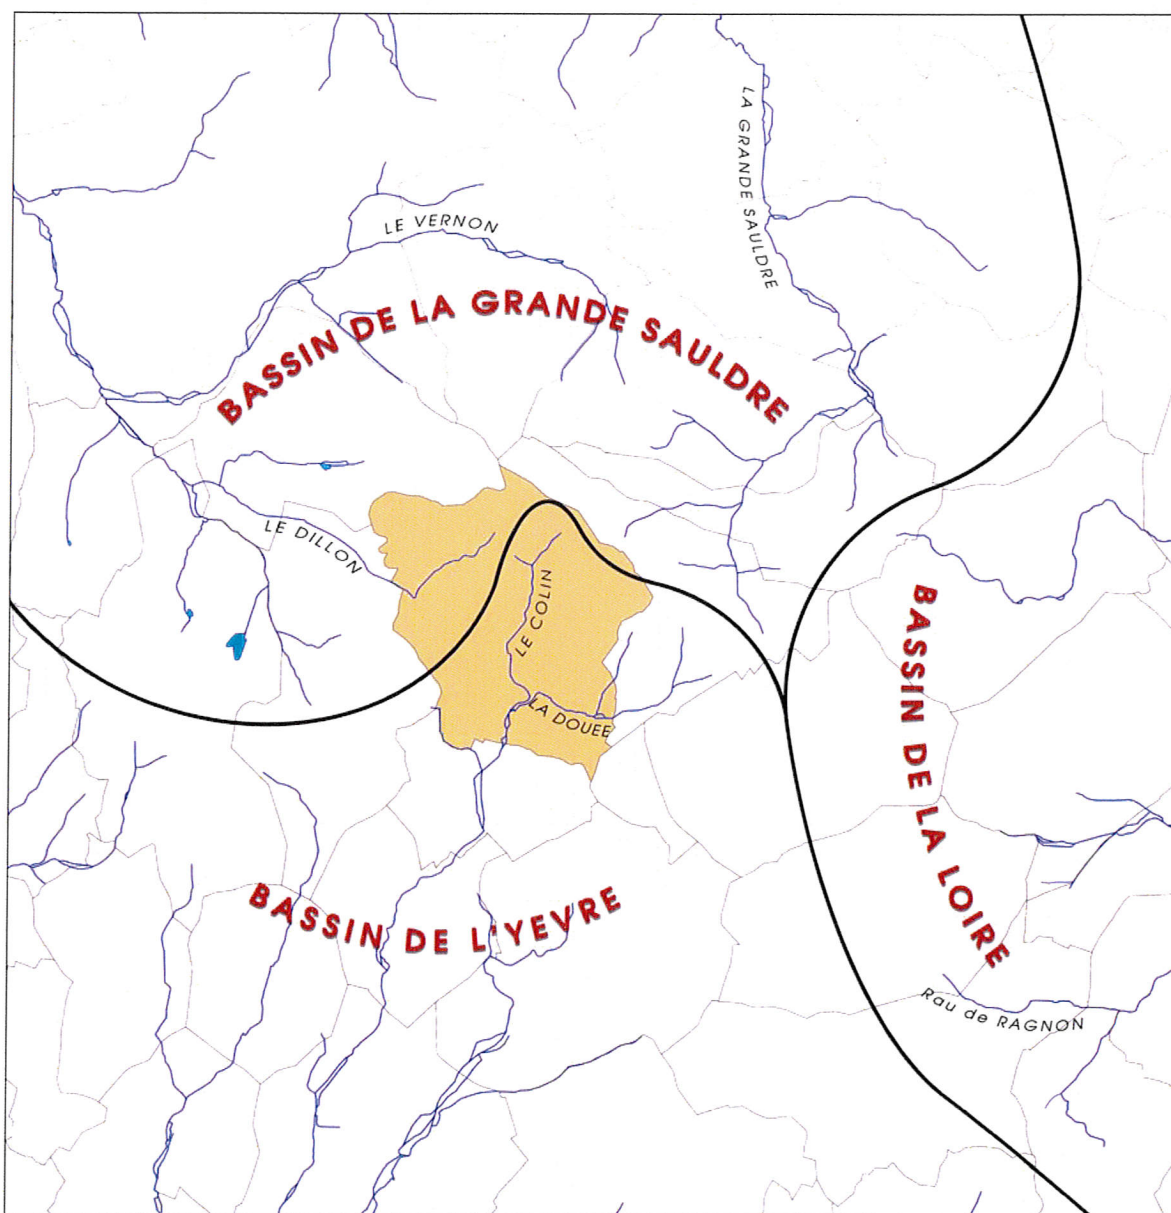 LA GRANDE SAULDRE
LE VERNON
BASSIN DE LA GRANDE SAULDRE
LE DILLON
LE COLIN
LA DOUEE
BASSIN DE LA LOIRE
BASSIN DE L'YEVRE
Rau de RAGNON